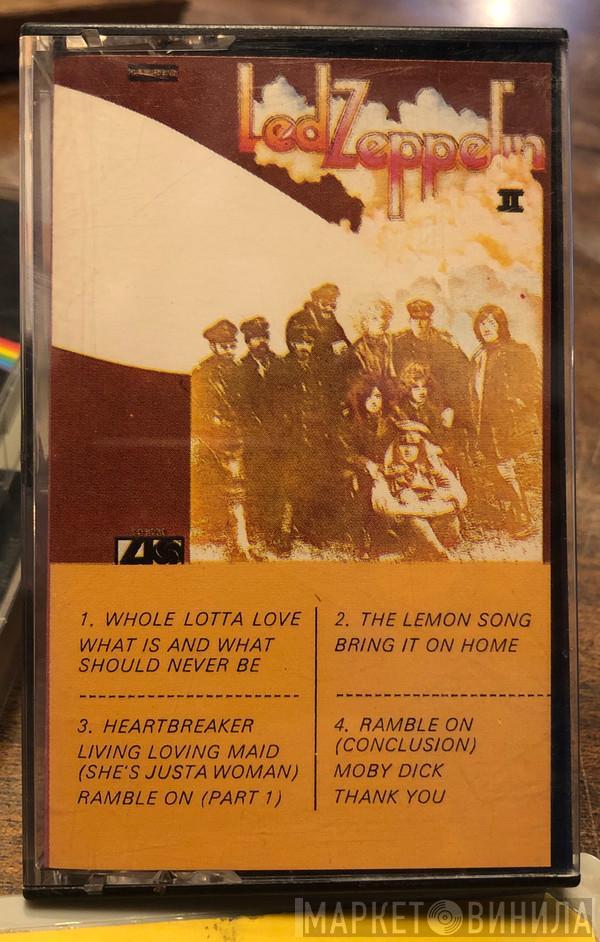 Led Zeppelin
II
1. WHOLE LOTTA LOVE
WHAT IS AND WHAT
SHOULD NEVER BE
2. THE LEMON SONG
BRING IT ON HOME
3. HEARTBREAKER
LIVING LOVING MAID
(SHE'S JUSTA WOMAN)
RAMBLE ON (PART 1)
4. RAMBLE ON
(CONCLUSION)
MOBY DICK
THANK YOU
МАРКЕТ ВИНИЛА